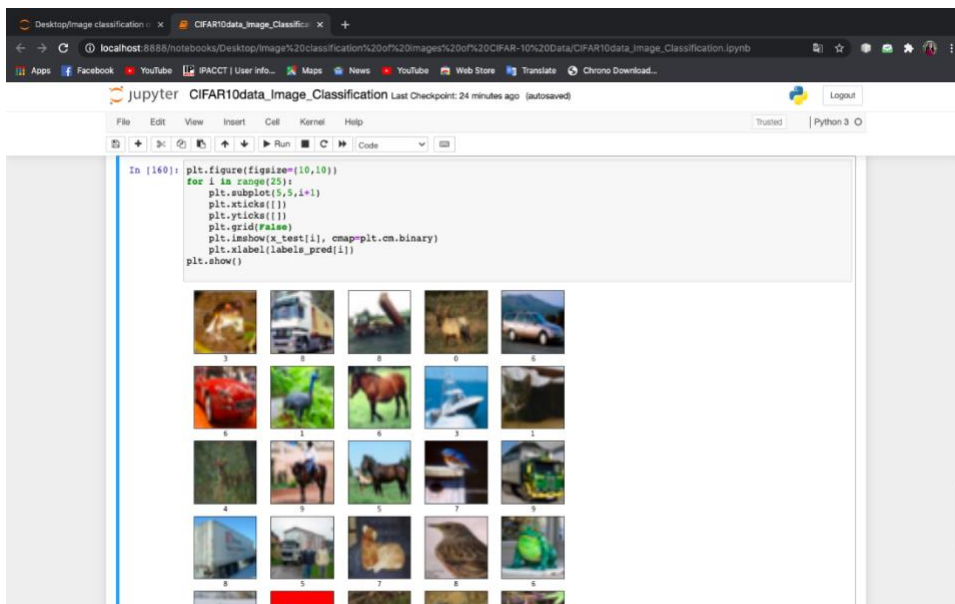 Desktop/Image classification o
CIFAR10data_Image_Classificat
localhost:8888/notebooks/Desktop/Image%20classification%20of%20images%20of%20CIFAR-10%20Data/CIFAR10data_Image_Classification.ipynb
Apps Facebook YouTube IPACCT | User info... Maps News YouTube Web Store Translate Chrono Download...
jupyter CIFAR10data_Image_Classification Last Checkpoint: 24 minutes ago (autosaved) Logout
File Edit View Insert Cell Kernel Help Trusted Python 3
Run Code
In [160]: plt.figure(figsize=(10,10))
for i in range(25):
    plt.subplot(5,5,i+1)
    plt.xticks([])
    plt.yticks([])
    plt.grid(False)
    plt.imshow(x_test[i], cmap=plt.cm.binary)
    plt.xlabel(labels_pred[i])
plt.show()
3 8 8 0 6
6 1 6 3 1
4 9 5 7 9
8 5 7 8 6